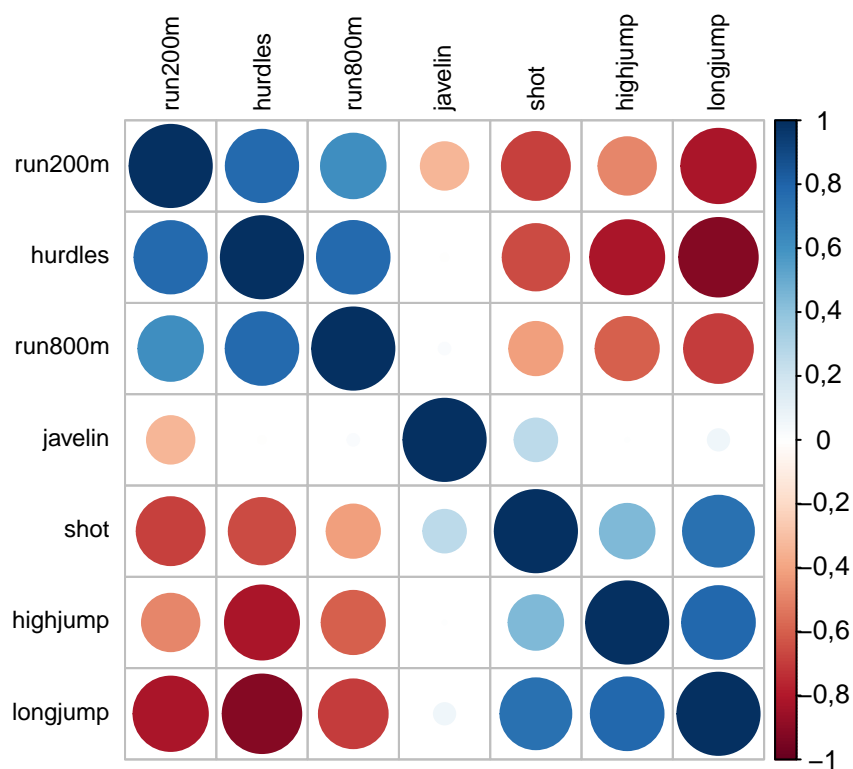 run200m
hurdles
run800m
javelin
shot
highjump
longjump
run200m
hurdles
run800m
javelin
shot
highjump
longjump
1
0,8
0,6
0,4
0,2
0
−0,2
−0,4
−0,6
−0,8
−1